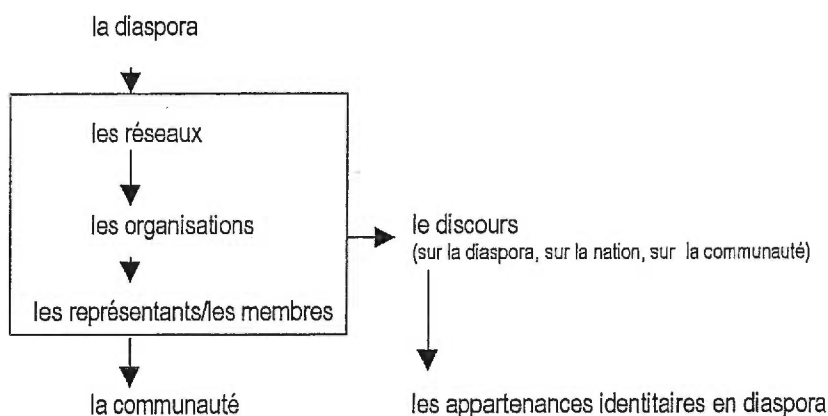 la diaspora
les réseaux
les organisations
les représentants/les membres
la communauté
le discours
(sur la diaspora, sur la nation, sur la communauté)
les appartenances identitaires en diaspora